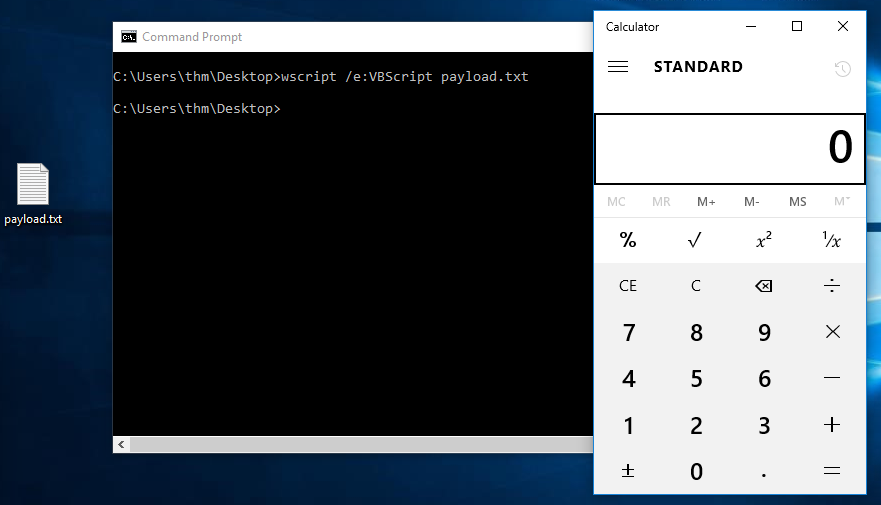 payload.txt
Command Prompt
C:\Users\thm\Desktop>wscript /e:VBScript payload.txt
C:\Users\thm\Desktop>
Calculator
STANDARD
0
MC MR M+ M- MS M˅
% √ x² ¹/x
CE C ÷
7 8 9 ×
4 5 6 −
1 2 3 +
± 0 . =